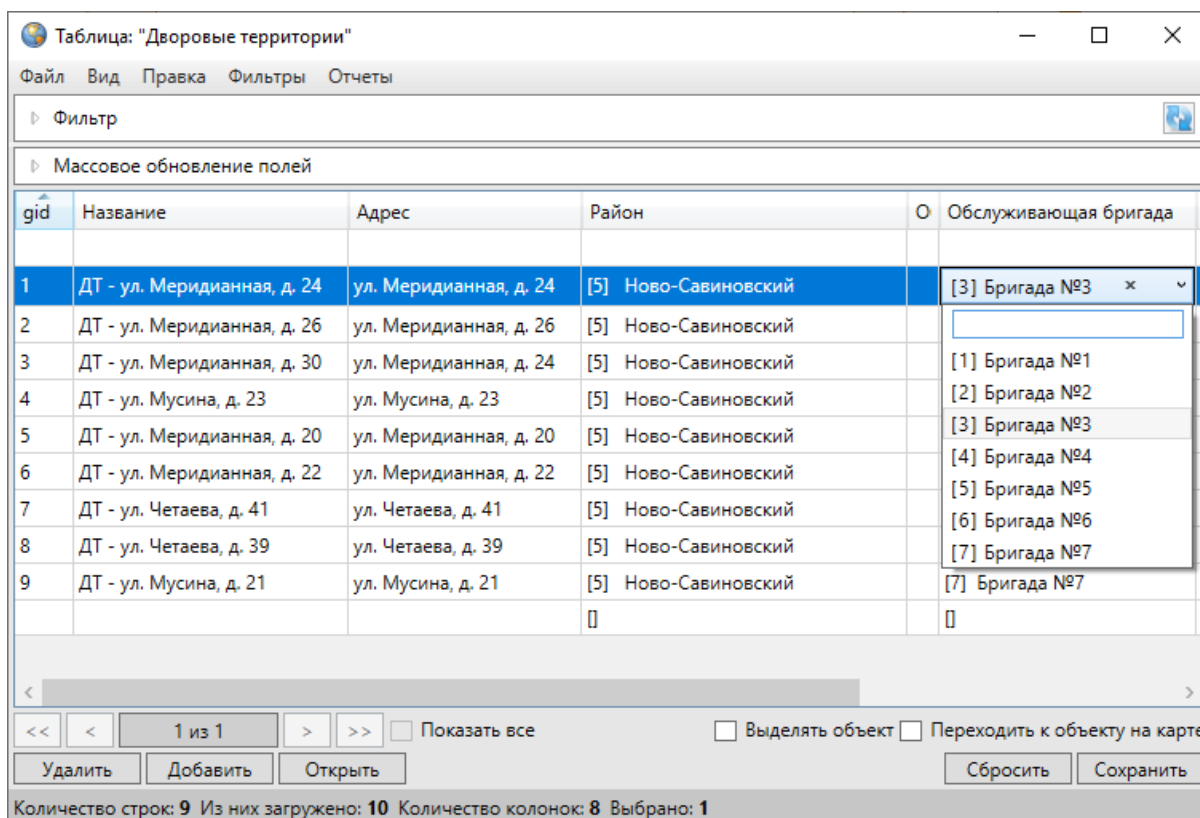 Таблица: "Дворовые территории"
Файл Вид Правка Фильтры Отчеты
Фильтр
Массовое обновление полей
gid Название Адрес Район О Обслуживающая бригада
1 ДТ - ул. Меридианная, д. 24 ул. Меридианная, д. 24 [5] Ново-Савиновский [3] Бригада №3
2 ДТ - ул. Меридианная, д. 26 ул. Меридианная, д. 26 [5] Ново-Савиновский
3 ДТ - ул. Меридианная, д. 30 ул. Меридианная, д. 24 [5] Ново-Савиновский [1] Бригада №1
4 ДТ - ул. Мусина, д. 23 ул. Мусина, д. 23 [5] Ново-Савиновский [2] Бригада №2
5 ДТ - ул. Меридианная, д. 20 ул. Меридианная, д. 20 [5] Ново-Савиновский [3] Бригада №3
6 ДТ - ул. Меридианная, д. 22 ул. Меридианная, д. 22 [5] Ново-Савиновский [4] Бригада №4
[5] Бригада №5
7 ДТ - ул. Четаева, д. 41 ул. Четаева, д. 41 [5] Ново-Савиновский [6] Бригада №6
8 ДТ - ул. Четаева, д. 39 ул. Четаева, д. 39 [5] Ново-Савиновский [7] Бригада №7
9 ДТ - ул. Мусина, д. 21 ул. Мусина, д. 21 [5] Ново-Савиновский [7] Бригада №7
[] []
<< < 1 из 1 > >> Показать все Выделять объект Переходить к объекту на карте
Удалить Добавить Открыть Сбросить Сохранить
Количество строк: 9 Из них загружено: 10 Количество колонок: 8 Выбрано: 1